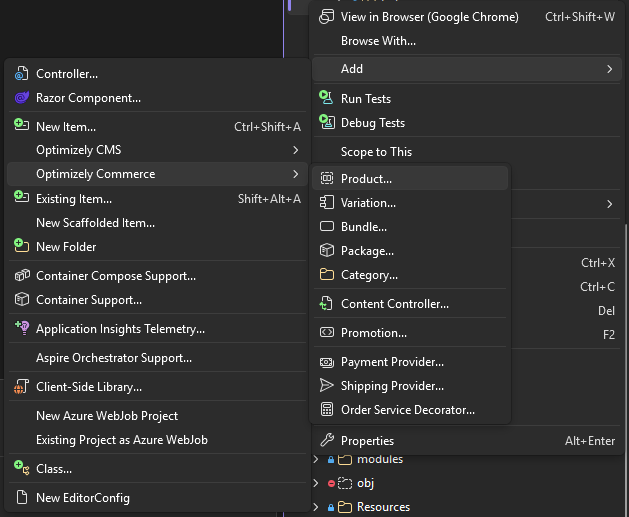 View in Browser (Google Chrome) Ctrl+Shift+W
Browse With...
Add
Run Tests
Debug Tests
Scope to This
Ctrl+X
Ctrl+C
Del
F2
Properties Alt+Enter
Controller...
Razor Component...
New Item... Ctrl+Shift+A
Optimizely CMS
Optimizely Commerce
Existing Item... Shift+Alt+A
New Scaffolded Item...
New Folder
Container Compose Support...
Container Support...
Application Insights Telemetry...
Aspire Orchestrator Support...
Client-Side Library...
New Azure WebJob Project
Existing Project as Azure WebJob
Class...
New EditorConfig
Product...
Variation...
Bundle...
Package...
Category...
Content Controller...
Promotion...
Payment Provider...
Shipping Provider...
Order Service Decorator...
modules
obj
Resources